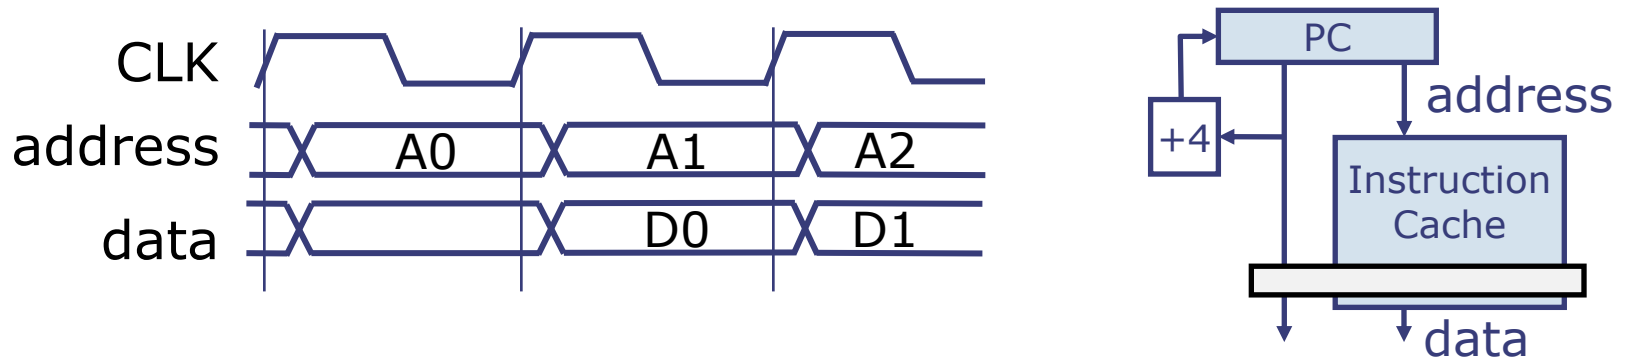 CLK
address A0 A1 A2
data D0 D1
PC
address
+4
Instruction
Cache
data